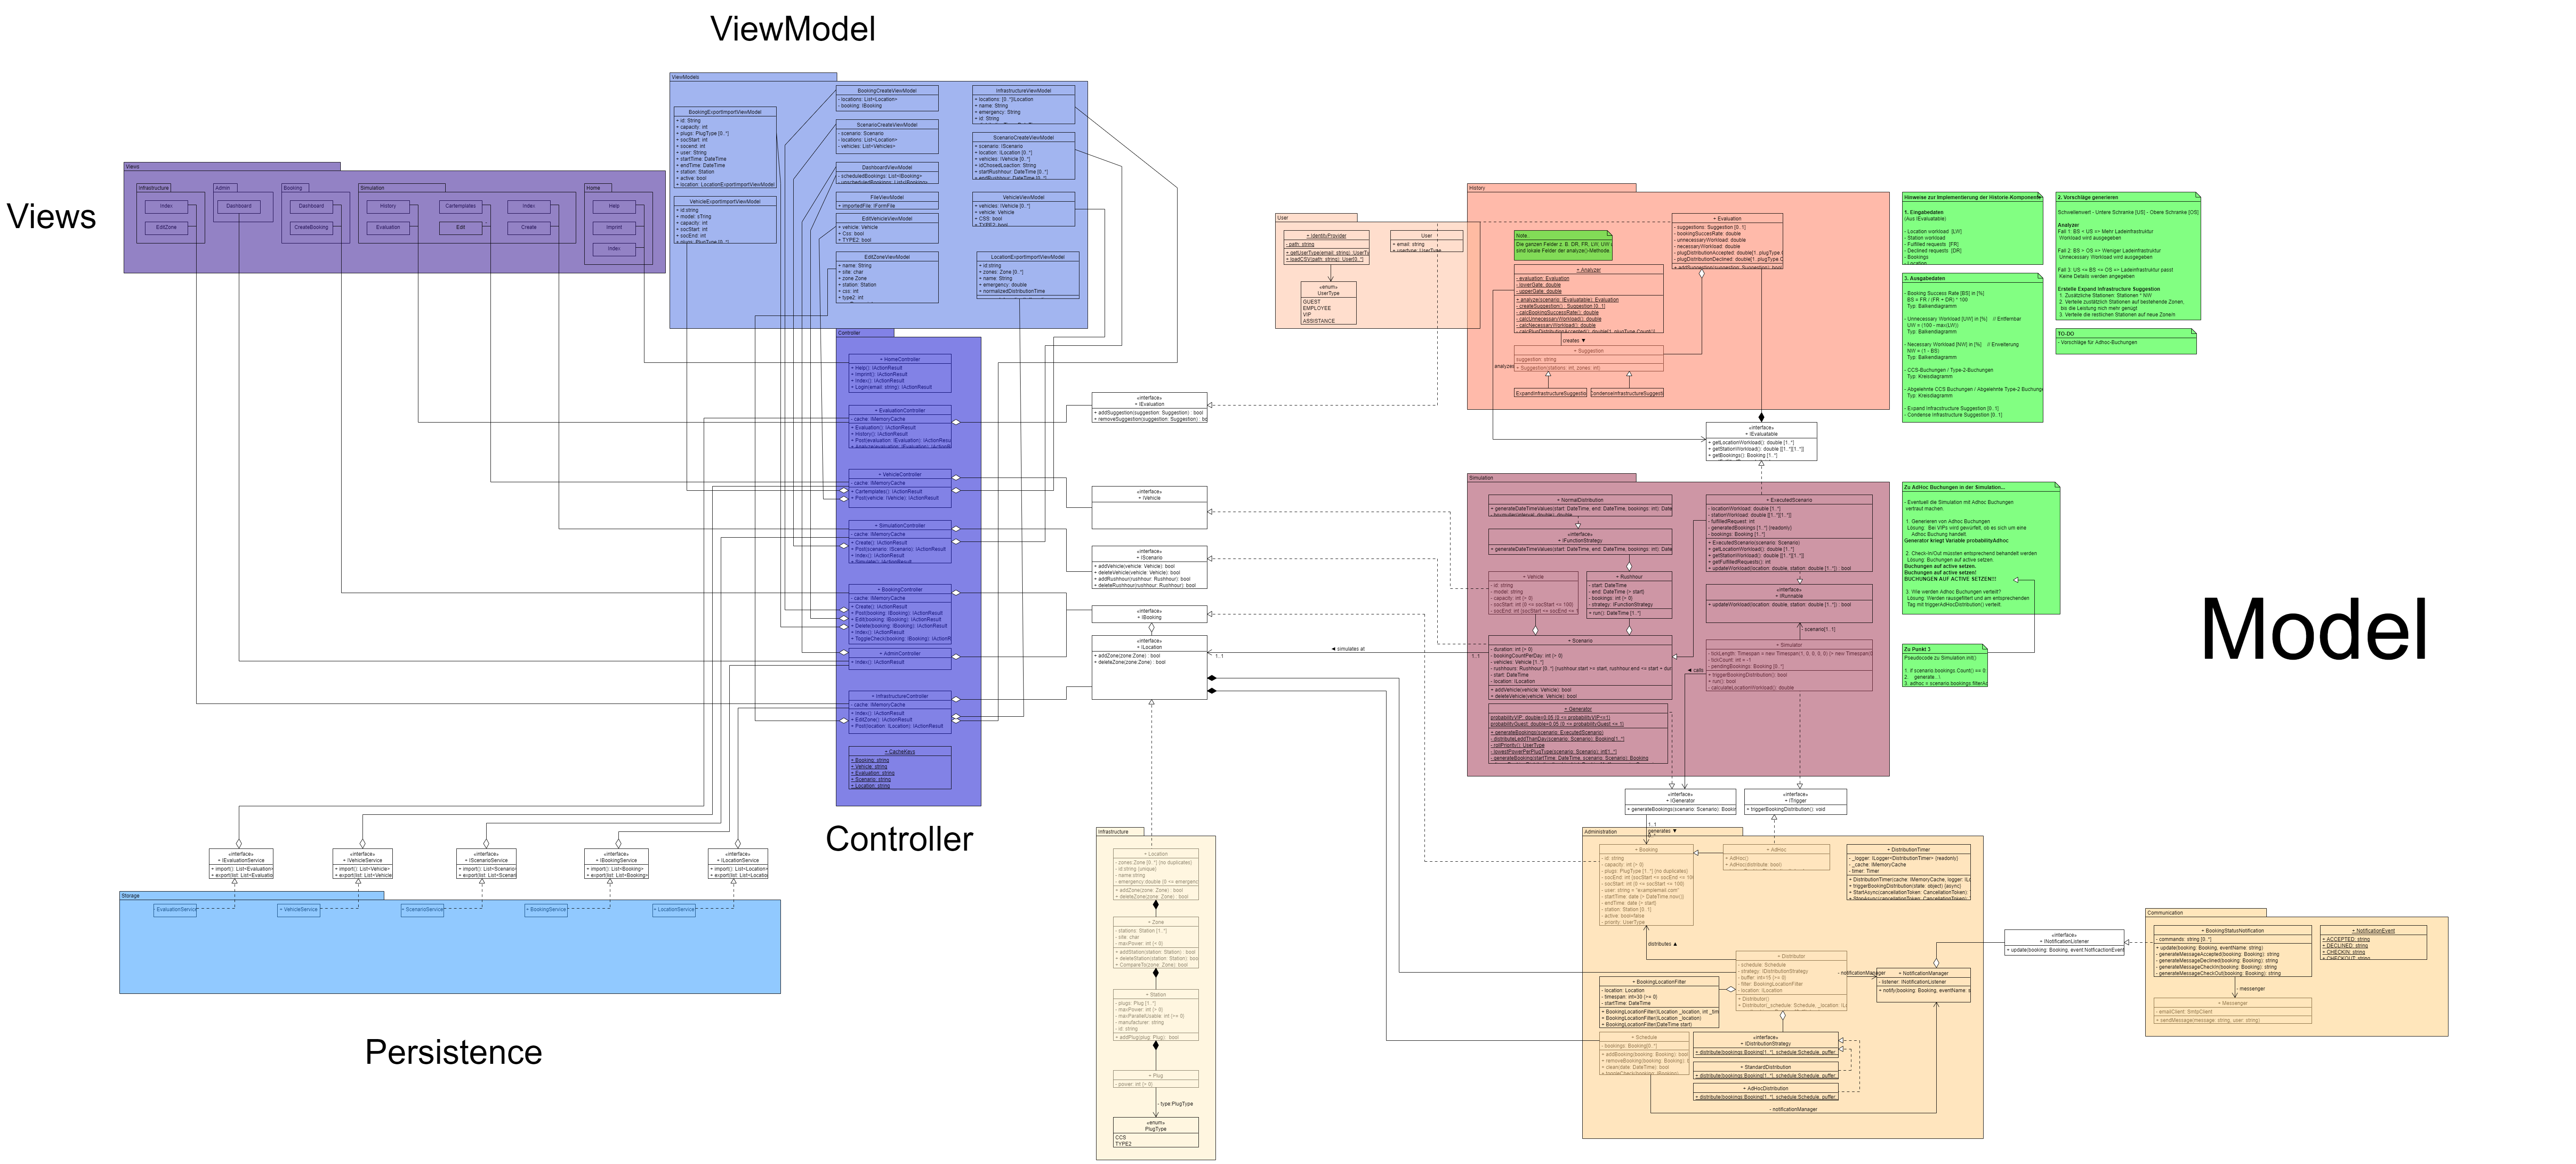 ViewModel
Views
Controller
Persistence
Model
ViewModels
BookingExportImportViewModel
+ id: String
+ capacity: int
+ plugs: PlugType [0..*]
+ socStart: int
+ socend: int
+ user: String
+ startTime: DateTime
+ endTime: DateTime
+ station: Station
+ active: bool
+ location: LocationExportImportViewModel
VehicleExportImportViewModel
+ id:string
+ model: sTring
+ capacity: int
+ socStart: int
+ socEnd: int
BookingCreateViewModel
- locations: List<Location>
- booking: IBooking
ScenarioCreateViewModel
- scenario: Scenario
- locations: List<Location>
- vehicles: List<Vehicles>
DashboardViewModel
- scheduledBookings: List<IBooking>
FileViewModel
+ importedFile: IFormFile
EditVehicleViewModel
+ vehicle: Vehicle
+ Css: bool
+ TYPE2: bool
EditZoneViewModel
+ name: String
+ site: char
+ zone Zone
+ station: Station
+ css: int
+ type2: int
InfrastructureViewModel
+ locations: [0..*]ILocation
+ name: String
+ emergency: String
+ id: String
ScenarioCreateViewModel
+ scenario: IScenario
+ location: ILocation [0..*]
+ vehicles: IVehicle [0..*]
+ idChosedLoaction: String
+ startRushhour: DateTime [0..*]
+ endRushhour: DateTime [0..*]
VehicleViewModel
+ vehicles: IVehicle [0..*]
+ vehicle: Vehicle
+ CSS: bool
+ TYPE2: bool
LocationExportImportViewModel
+ id:string
+ zones: Zone [0..*]
+ name: String
+ emergency: double
+ normalizedDistributionTime
Views
Infrastructure
Index
EditZone
Admin
Dashboard
Booking
Dashboard
CreateBooking
Simulation
History
Cartemplates
Index
Evaluation
Edit
Create
Home
Help
Imprint
Index
Controller
+ HomeController
+ Help(): IActionResult
+ Imprint(): IActionResult
+ Index(): IActionResult
+ Login(email: string): IActionResult
+ EvaluationController
- cache: IMemoryCache
+ Evaluation(): IActionResult
+ History(): IActionResult
+ Post(evaluation: IEvaluation): IActionResu
+ VehicleController
- cache: IMemoryCache
+ Cartemplates(): IActionResult
+ Post(vehicle: IVehicle): IActionResult
+ SimulationController
- cache: IMemoryCache
+ Create(): IActionResult
+ Post(scenario: IScenario): IActionResult
+ Index(): IActionResult
+ BookingController
- cache: IMemoryCache
+ Create(): IActionResult
+ Post(booking: IBooking): IActionResult
+ Edit(booking: IBooking): IActionResult
+ Delete(booking: IBooking): IActionResult
+ Index(): IActionResult
+ ToggleCheck(booking: IBooking): IActionR
+ AdminController
+ Index(): IActionResult
+ InfrastructureController
- cache: IMemoryCache
+ Index(): IActionResult
+ EditZone(): IActionResult
+ Post(location: ILocation): IActionResult
+ CacheKeys
+ Booking: string
+ Vehicle: string
+ Evaluation: string
+ Scenario: string
+ Location: string
«interface»
+ IEvaluation
+ addSuggestion(suggestion: Suggestion) : bool
+ removeSuggestion(suggestion: Suggestion) : bo
«interface»
+ IVehicle
«interface»
+ IScenario
+ addVehicle(vehicle: Vehicle): bool
+ deleteVehicle(vehicle: Vehicle): bool
+ addRushhour(rushhour: Rushhour): bool
+ deleteRushhour(rushhour: Rushhour): bool
«interface»
+ IBooking
«interface»
+ ILocation
+ addZone(zone:Zone) : bool
+ deleteZone(zone:Zone) : bool
1..1
◄ simulates at
1..1
«interface»
+ IEvaluationService
+ import(): List<Evaluation>
+ export(list: List<Evaluatio
«interface»
+ IVehicleService
+ import(): List<Vehicle>
+ export(list: List<Vehicle
«interface»
+ IScenarioService
+ import(): List<Scenario>
+ export(list: List<Scenari
«interface»
+ IBookingService
+ import(): List<Booking>
+ export(list: List<Booking>
«interface»
+ ILocationService
+ import(): List<Location>
+ export(list: List<Locatio
Storage
EvaluationService
+ VehicleService
+ ScenarioService
+ BookingService
+ LocationService
Infrastructure
+ Location
- zones:Zone [0..*] {no duplicates}
- id:string {unique}
- name:string
+ addZone(zone: Zone) : bool
+ deleteZone(zone: Zone): bool
+ Zone
- stations: Station [1..*]
- site: char
- maxPower: int {< 0}
+ addStation(station: Station) : bool
+ deleteStation(station: Station): boo
+ CompareTo(zone: Zone): bool
+ Station
- plugs: Plug [1..*]
- maxPower: int {> 0}
- maxParallelUsable: int {>= 0}
- manufacturer: string
- id: string
+ addPlug(plug: Plug) : bool
+ Plug
- power: int {> 0}
- type:PlugType
«enum»
PlugType
CCS
TYPE2
User
+ IdentityProvider
- path: string
+ getUserType(email: string): UserTy
+ loadCSV(path: string): User[0..*]
User
+ email: string
«enum»
UserType
GUEST
EMPLOYEE
VIP
ASSISTANCE
History
Note..
Die ganzen Felder z. B. DR, FR, LW, UW
sind lokale Felder der analyze()-Methode.
+ Analyzer
- evaluation: Evaluation
- lowerGate: double
- upperGate: double
+ analyze(scenario: IEvaluatable): Evaluation
- createSuggestion(): Suggestion [0..1]
- calcBookingSuccessRate(): double
- calcUnnecessaryWorkload(): double
- calcNecessaryWorkload(): double
creates ▼
+ Suggestion
suggestion: string
+ Suggestion(stations: int, zones: int)
ExpandInfrastructureSuggestio
CondenseInfrastructureSuggesti
analyzes
+ Evaluation
- suggestions: Suggestion [0..1]
- bookingSuccesRate: double
- unnecessaryWorkload: double
- necessaryWorkload: double
- plugDistributionAccepted: double[1..plugType.C
- plugDistributionDeclined: double[1..plugType.C
«interface»
+ IEvaluatable
+ getLocationWorkload(): double [1..*]
+ getStationWorkload(): double [[1..*][1..*]]
+ getBookings(): Booking [1..*]
Simulation
+ NormalDistribution
+ generateDateTimeValues(start: DateTime, end: DateTime, bookings: int): Date
«interface»
+ IFunctionStrategy
+ generateDateTimeValues(start: DateTime, end: DateTime, bookings: int): Date
+ Vehicle
- id: string
- model: string
- capacity: int {> 0}
- socStart: int {0 <= socStart <= 100}
+ Rushhour
- start: DateTime
- end: DateTime {> start}
- bookings: int {> 0}
- strategy: IFunctionStrategy
+ run(): DateTime [1..*]
+ Scenario
- duration: int {> 0}
- bookingCountPerDay: int {> 0}
- vehicles: Vehicle [1..*]
- rushhours: Rushhour [0..*] {rushhour.start >= start, rushhour.end <= start + dur
- start: DateTime
- location: ILocation
+ addVehicle(vehicle: Vehicle): bool
+ deleteVehicle(vehicle: Vehicle): bool
+ Generator
probabilityVIP: double=0.05 {0 <= probabilityVIP<=1}
probabilityGuest: double=0.05 {0 <= probabilityGuest <= 1}
+ generateBookings(scenario: ExecutedScenario)
- rollPriority(): UserType
- lowestPowerPerPlugType(scenario: Scenario): int[1..*]
- generateBooking(startTime: DateTime, scenario: Scenario): Booking
+ ExecutedScenario
- locationWorkload: double [1..*]
- stationWorkload: double [[1..*][1..*]]
- fulfilledRequest: int
- generatedBookings [1..*] {readonly}
- bookings: Booking [1..*]
+ ExecutedScenario(scenario: Scenario)
+ getLocationWorkload(): double [1..*]
+ getStationWorkload(): double [[1..*][1..*]]
+ getFulfilledRequests(): int
+ updateWorkload(location: double, station: double [1..*]) : bool
«interface»
+ IRunnable
+ updateWorkload(location: double, station: double [1..*]) : bool
- scenario[1..1]
+ Simulator
- tickCount: int = -1
- pendingBookings: Booking [0..*]
+ triggerBookingDistribution(): bool
+ run(): bool
- calculateLocationWorkload(): double
◄ calls
«interface»
+ IGenerator
+ generateBookings(scenario: Scenario): Bookin
«interface»
+ ITrigger
+ triggerBookingDistribution(): void
1..1
generates ▼
Administration
+ Booking
- id: string
- capacity: int {> 0}
- plugs: PlugType [1..*] {no duplicates}
- socEnd: int {socStart <= socEnd <= 100
- socStart: int {0 <= socStart <= 100}
- user: string = "example@mail.com"
- startTime: date {> DateTime.now()}
- endTime: date {> start}
- station: Station [0..1]
- active: bool=false
- priority: UserType
+ AdHoc
+ AdHoc()
+ AdHoc(distribute: bool)
+ DistributionTimer
- _logger: ILogger<DistributionTimer> {readonly}
- _cache: IMemoryCache
- timer: Timer
+ DistributionTimer(cache: IMemoryCache, logger: ILo
+ triggerBookingDistribution(state: object) {async}
+ StartAsync(cancellationToken: CancellationToken):
+ StopAsync(cancellationToken: CancellationToken):
distributes ▲
+ Distributor
- schedule: Schedule
- strategy: IDistributionStrategy
- buffer: int=15 {>= 0}
- filter: BookingLocationFilter
- location: ILocation
+ Distributor()
+ Distributor(_schedule: Schedule, _location: ILo
- notificationManager
+ NotificationManager
- listener: INotificationListener
+ notify(booking: Booking, eventName: s
+ BookingLocationFilter
- location: Location
- timespan: int=30 {>= 0}
- startTime: DateTime
+ BookingLocationFilter(ILocation _location, int _tim
+ BookingLocationFilter(ILocation _location)
+ BookingLocationFilter(DateTime start)
+ Schedule
- bookings: Booking[0..*]
+ addBooking(booking: Booking): bool
+ removeBooking(booking: Booking): b
+ clean(date: DateTime): bool
«interface»
+ IDistributionStrategy
+ distribute(bookings:Booking[1..*], schedule:Schedule, puffer
+ StandardDistribution
+ distribute(bookings:Booking[1..*], schedule:Schedule, puffer
+ AdHocDistribution
+ distribute(bookings:Booking[1..*], schedule:Schedule, puffer
- notificationManager
«interface»
+ INotificationListener
+ update(booking: Booking, event:NotficactionEvent
Communication
+ BookingStatusNotification
- commands: string [0..*]
+ update(booking: Booking, eventName: string)
- generateMessageAccepted(booking: Booking): string
- generateMessageDeclined(booking: Booking): string
- generateMessageCheckIn(booking: Booking): string
- generateMessageCheckOut(booking: Booking): string
- messenger
+ Messenger
- emailClient: SmtpClient
+ sendMessage(message: string, user: string)
+ NotificationEvent
+ ACCEPTED: string
+ DECLINED: string
+ CHECKIN: string
+ CHECKOUT: string
Hinweise zur Implementierung der Historie-Komponente
1. Eingabedaten
(Aus IEvaluatable)
- Location workload [LW]
- Station workload
- Fulfilled requests [FR]
- Declined requests [DR]
- Bookings
- Location
3. Ausgabedaten
- Booking Success Rate [BS] in [%]
BS = FR / (FR + DR) * 100
Typ: Balkendiagramm
- Unnecessary Workload [UW] in [%] // Entfernbar
UW = (100 - max(LW))
Typ: Balkendiagramm
- Necessary Workload [NW] in [%] // Erweiterung
NW = (1 - BS)
Typ: Balkendiagramm
- CCS-Buchungen / Type-2-Buchungen
Typ: Kreisdiagramm
- Abgelehnte CCS Buchungen / Abgelehnte Type-2 Buchung
Typ: Kreisdiagramm
- Expand Infracstructure Suggestion [0..1]
- Condense Infrastructure Suggestion [0..1]
2. Vorschläge generieren
Schwellenwert - Untere Schranke [US] - Obere Schranke [OS]
Analyzer
Fall 1: BS < US => Mehr Ladeinfrastruktur
Workload wird ausgegeben
Fall 2: BS > OS => Weniger Ladeinfrastruktur
Unnecessary Workload wird ausgegeben
Fall 3: US <= BS <= OS => Ladeinfrastruktur passt
Keine Details werden angegeben
Erstelle Expand Infrastructure Suggestion
1. Zusätzliche Stationen: Stationen * NW
2. Verteile zusätzlich Stationen auf bestehende Zonen,
bis die Leistung nich mehr genügt
3. Verteile die restlichen Stationen auf neue Zonein
TO-DO
- Vorschläge für Adhoc-Buchungen
Zu AdHoc Buchungen in der Simulation...
- Eventuell die Simulation mit Adhoc Buchungen
vertraut machen.
1. Generieren von Adhoc Buchungen
Lösung: Bei VIPs wird gewürfelt, ob es sich um eine
Adhoc Buchung handelt.
Generator kriegt Variable probabilityAdhoc
2. Check-In/Out müssten entsprechend behandelt werden
Lösung: Buchungen auf active setzen
Buchungen auf active setzen.
Buchungen auf active setzen!
BUCHUNGEN AUF ACTIVE SETZEN!!!
3. Wie werden Adhoc Buchungen verteilt?
Lösung: Werden rausgefiltert und am entsprechenden
Tag mit triggerAdHocDistribution() verteilt
Zu Punkt 3
Pseudocode zu Simulation.init()
1. if scenario.bookings.Count() == 0:
2. generate...)
3. adhoc = scenario.bookings.filterAd